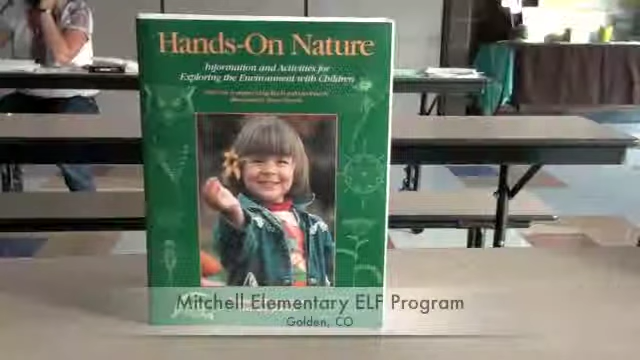 Hands-On Nature
Information and Activities for
Exploring the Environment with Children
Mitchell Elementary ELF Program
Golden, CO